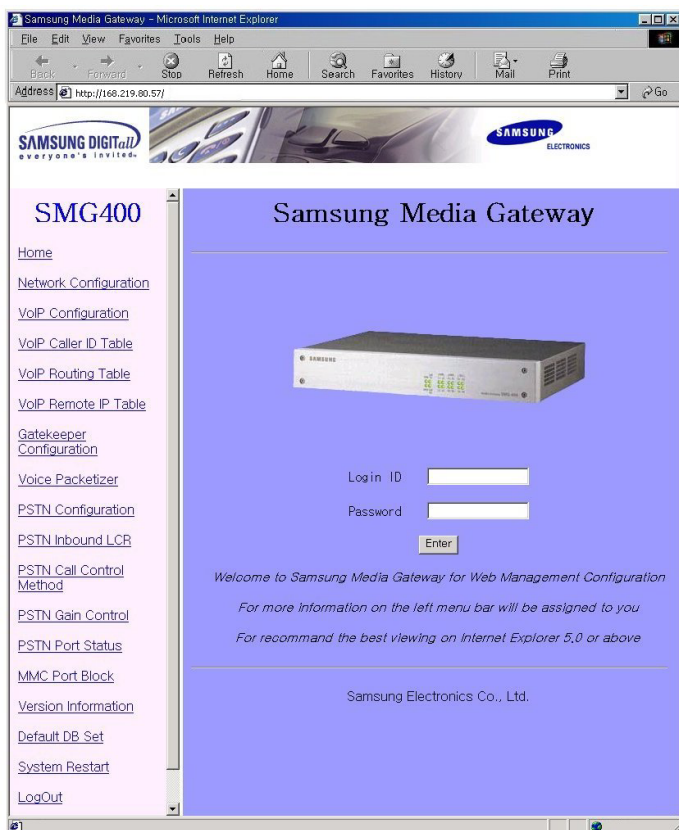 Samsung Media Gateway - Microsoft Internet Explorer
File Edit View Favorites Tools Help
Back Forward Stop Refresh Home Search Favorites History Mail Print
Address http://168.219.80.57/ Go
SAMSUNG DIGITall
everyone's invited™
SAMSUNG
ELECTRONICS
SMG400
Home
Network Configuration
VoIP Configuration
VoIP Caller ID Table
VoIP Routing Table
VoIP Remote IP Table
Gatekeeper
Configuration
Voice Packetizer
PSTN Configuration
PSTN Inbound LCR
PSTN Call Control
Method
PSTN Gain Control
PSTN Port Status
MMC Port Block
Version Information
Default DB Set
System Restart
LogOut
Samsung Media Gateway
SAMSUNG
Login ID
Password
Enter
Welcome to Samsung Media Gateway for Web Management Configuration
For more Information on the left menu bar will be assigned to you
For recommand the best viewing on Internet Explorer 5.0 or above
Samsung Electronics Co., Ltd.